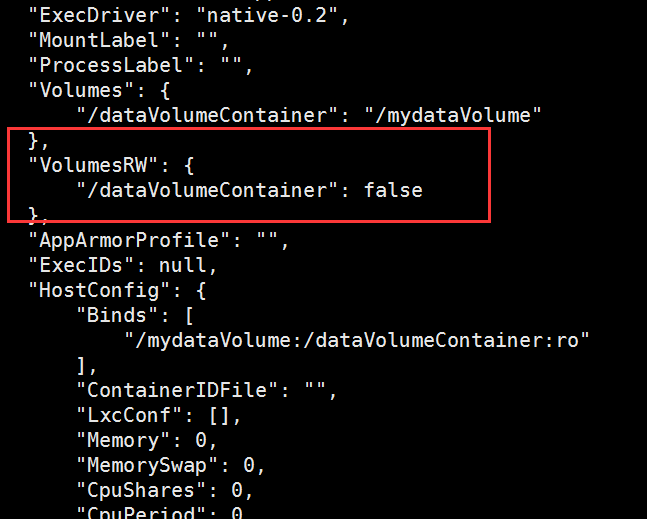 "ExecDriver": "native-0.2",
"MountLabel": "",
"ProcessLabel": "",
"Volumes": {
"/dataVolumeContainer": "/mydataVolume"
},
"VolumesRW": {
"/dataVolumeContainer": false
},
"AppArmorProfile": "",
"ExecIDs": null,
"HostConfig": {
"Binds": [
"/mydataVolume:/dataVolumeContainer:ro"
],
"ContainerIDFile": "",
"LxcConf": [],
"Memory": 0,
"MemorySwap": 0,
"CpuShares": 0,
"CpuPeriod": 0